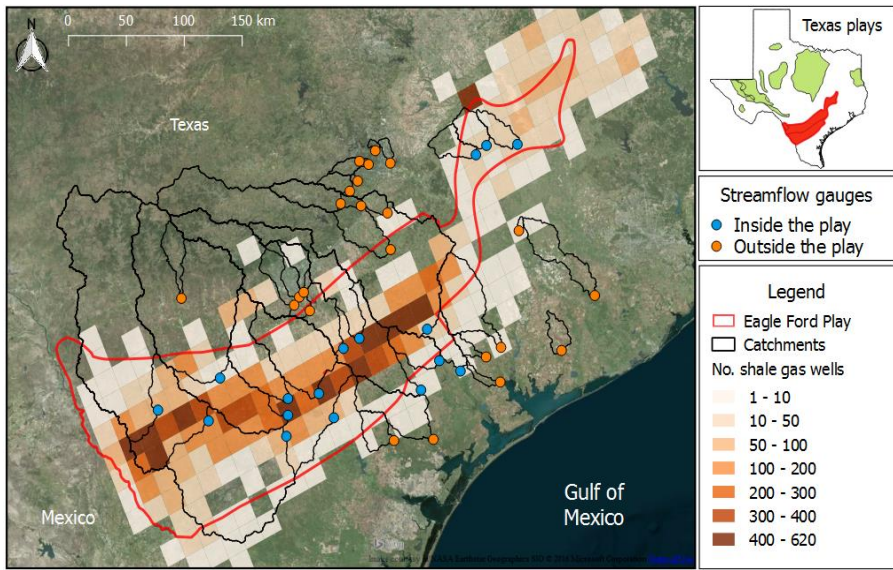 N
0 50 100 150 km
Texas
Mexico
Gulf of
Mexico
Texas plays
Streamflow gauges
Inside the play
Outside the play
Legend
Eagle Ford Play
Catchments
No. shale gas wells
1 - 10
10 - 50
50 - 100
100 - 200
200 - 300
300 - 400
400 - 620